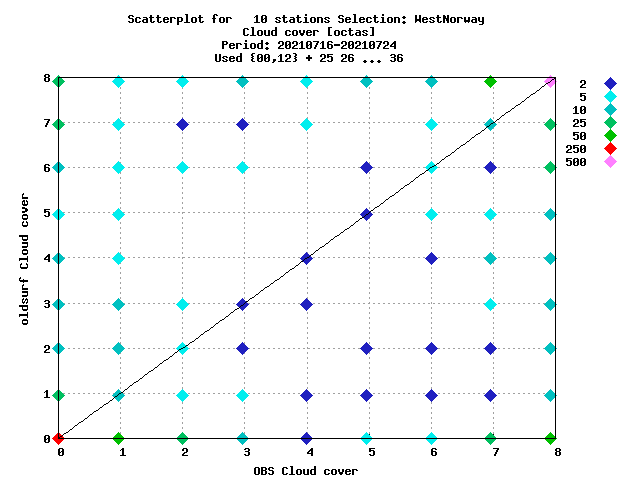 Scatterplot for   10 stations Selection: WestNorway
Cloud cover [octas]
Period: 20210716-20210724
Used {00,12} + 25 26 ... 36
8
7
6
5
4
3
2
1
0
oldsurf Cloud cover
0 1 2 3 4 5 6 7 8
OBS Cloud cover
2
5
10
25
50
250
500